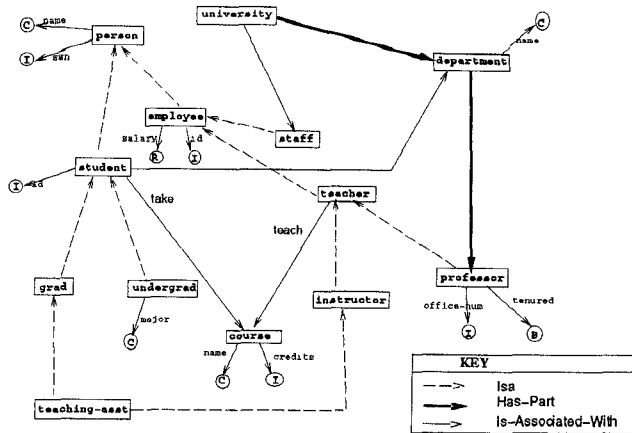 university
C
name
person
C
name
I
ssn
department
employee
salary
id
staff
R
I
student
I
id
take
teacher
teach
grad
undergrad
instructor
professor
major
office-num
tenured
course
I
B
C
name
credits
C
I
KEY
teaching-asst
Isa
Has-Part
Is-Associated-With